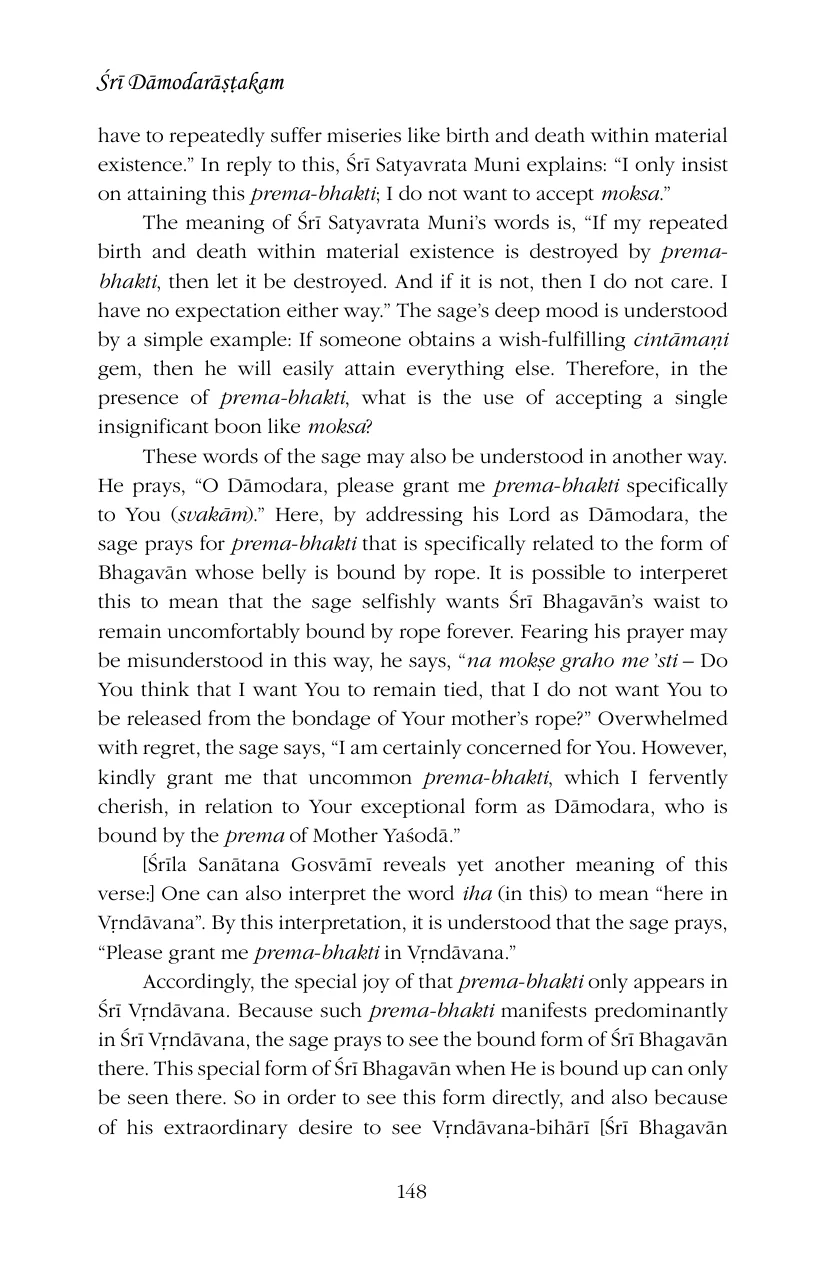 Śrī Dāmodarāṣṭakam
have to repeatedly suffer miseries like birth and death within material
existence.” In reply to this, Śrī Satyavrata Muni explains: “I only insist
on attaining this prema-bhakti; I do not want to accept moksa.”
The meaning of Śrī Satyavrata Muni’s words is, “If my repeated
birth and death within material existence is destroyed by prema-
bhakti, then let it be destroyed. And if it is not, then I do not care. I
have no expectation either way.” The sage’s deep mood is understood
by a simple example: If someone obtains a wish-fulfilling cintāmaṇi
gem, then he will easily attain everything else. Therefore, in the
presence of prema-bhakti, what is the use of accepting a single
insignificant boon like moksa?
These words of the sage may also be understood in another way.
He prays, “O Dāmodara, please grant me prema-bhakti specifically
to You (svakām).” Here, by addressing his Lord as Dāmodara, the
sage prays for prema-bhakti that is specifically related to the form of
Bhagavān whose belly is bound by rope. It is possible to interperet
this to mean that the sage selfishly wants Śrī Bhagavān’s waist to
remain uncomfortably bound by rope forever. Fearing his prayer may
be misunderstood in this way, he says, “na mokṣe graho me ’sti – Do
You think that I want You to remain tied, that I do not want You to
be released from the bondage of Your mother’s rope?” Overwhelmed
with regret, the sage says, “I am certainly concerned for You. However,
kindly grant me that uncommon prema-bhakti, which I fervently
cherish, in relation to Your exceptional form as Dāmodara, who is
bound by the prema of Mother Yaśodā.”
[Śrīla Sanātana Gosvāmī reveals yet another meaning of this
verse:] One can also interpret the word iha (in this) to mean “here in
Vṛndāvana”. By this interpretation, it is understood that the sage prays,
“Please grant me prema-bhakti in Vṛndāvana.”
Accordingly, the special joy of that prema-bhakti only appears in
Śrī Vṛndāvana. Because such prema-bhakti manifests predominantly
in Śrī Vṛndāvana, the sage prays to see the bound form of Śrī Bhagavān
there. This special form of Śrī Bhagavān when He is bound up can only
be seen there. So in order to see this form directly, and also because
of his extraordinary desire to see Vṛndāvana-bihārī [Śrī Bhagavān
148